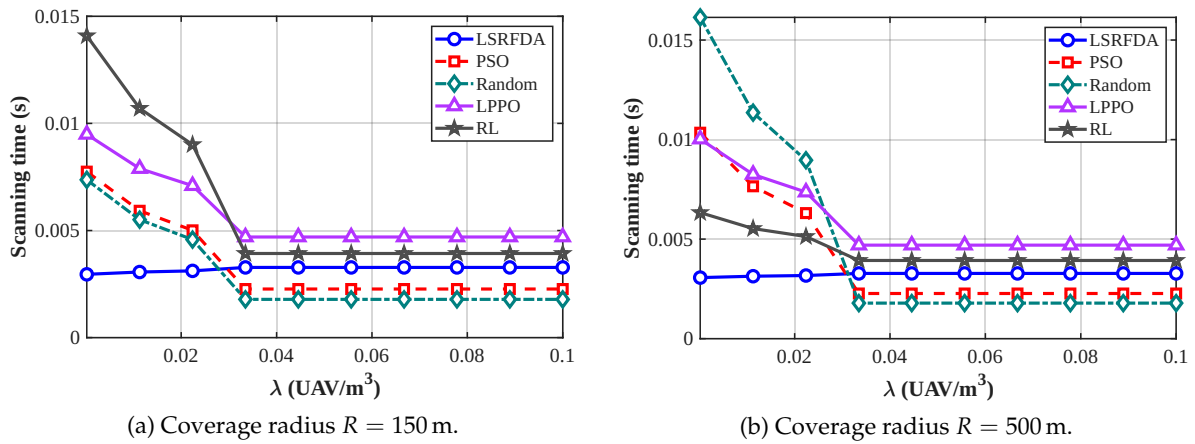 0.015
0.01
0.005
0
Scanning time (s)
LSRFDA
PSO
Random
LPPO
RL
0.02
0.04
0.06
0.08
0.1
λ (UAV/m³)
(a) Coverage radius R = 150 m.
0.015
0.01
0.005
0
Scanning time (s)
LSRFDA
PSO
Random
LPPO
RL
0.02
0.04
0.06
0.08
0.1
λ (UAV/m³)
(b) Coverage radius R = 500 m.